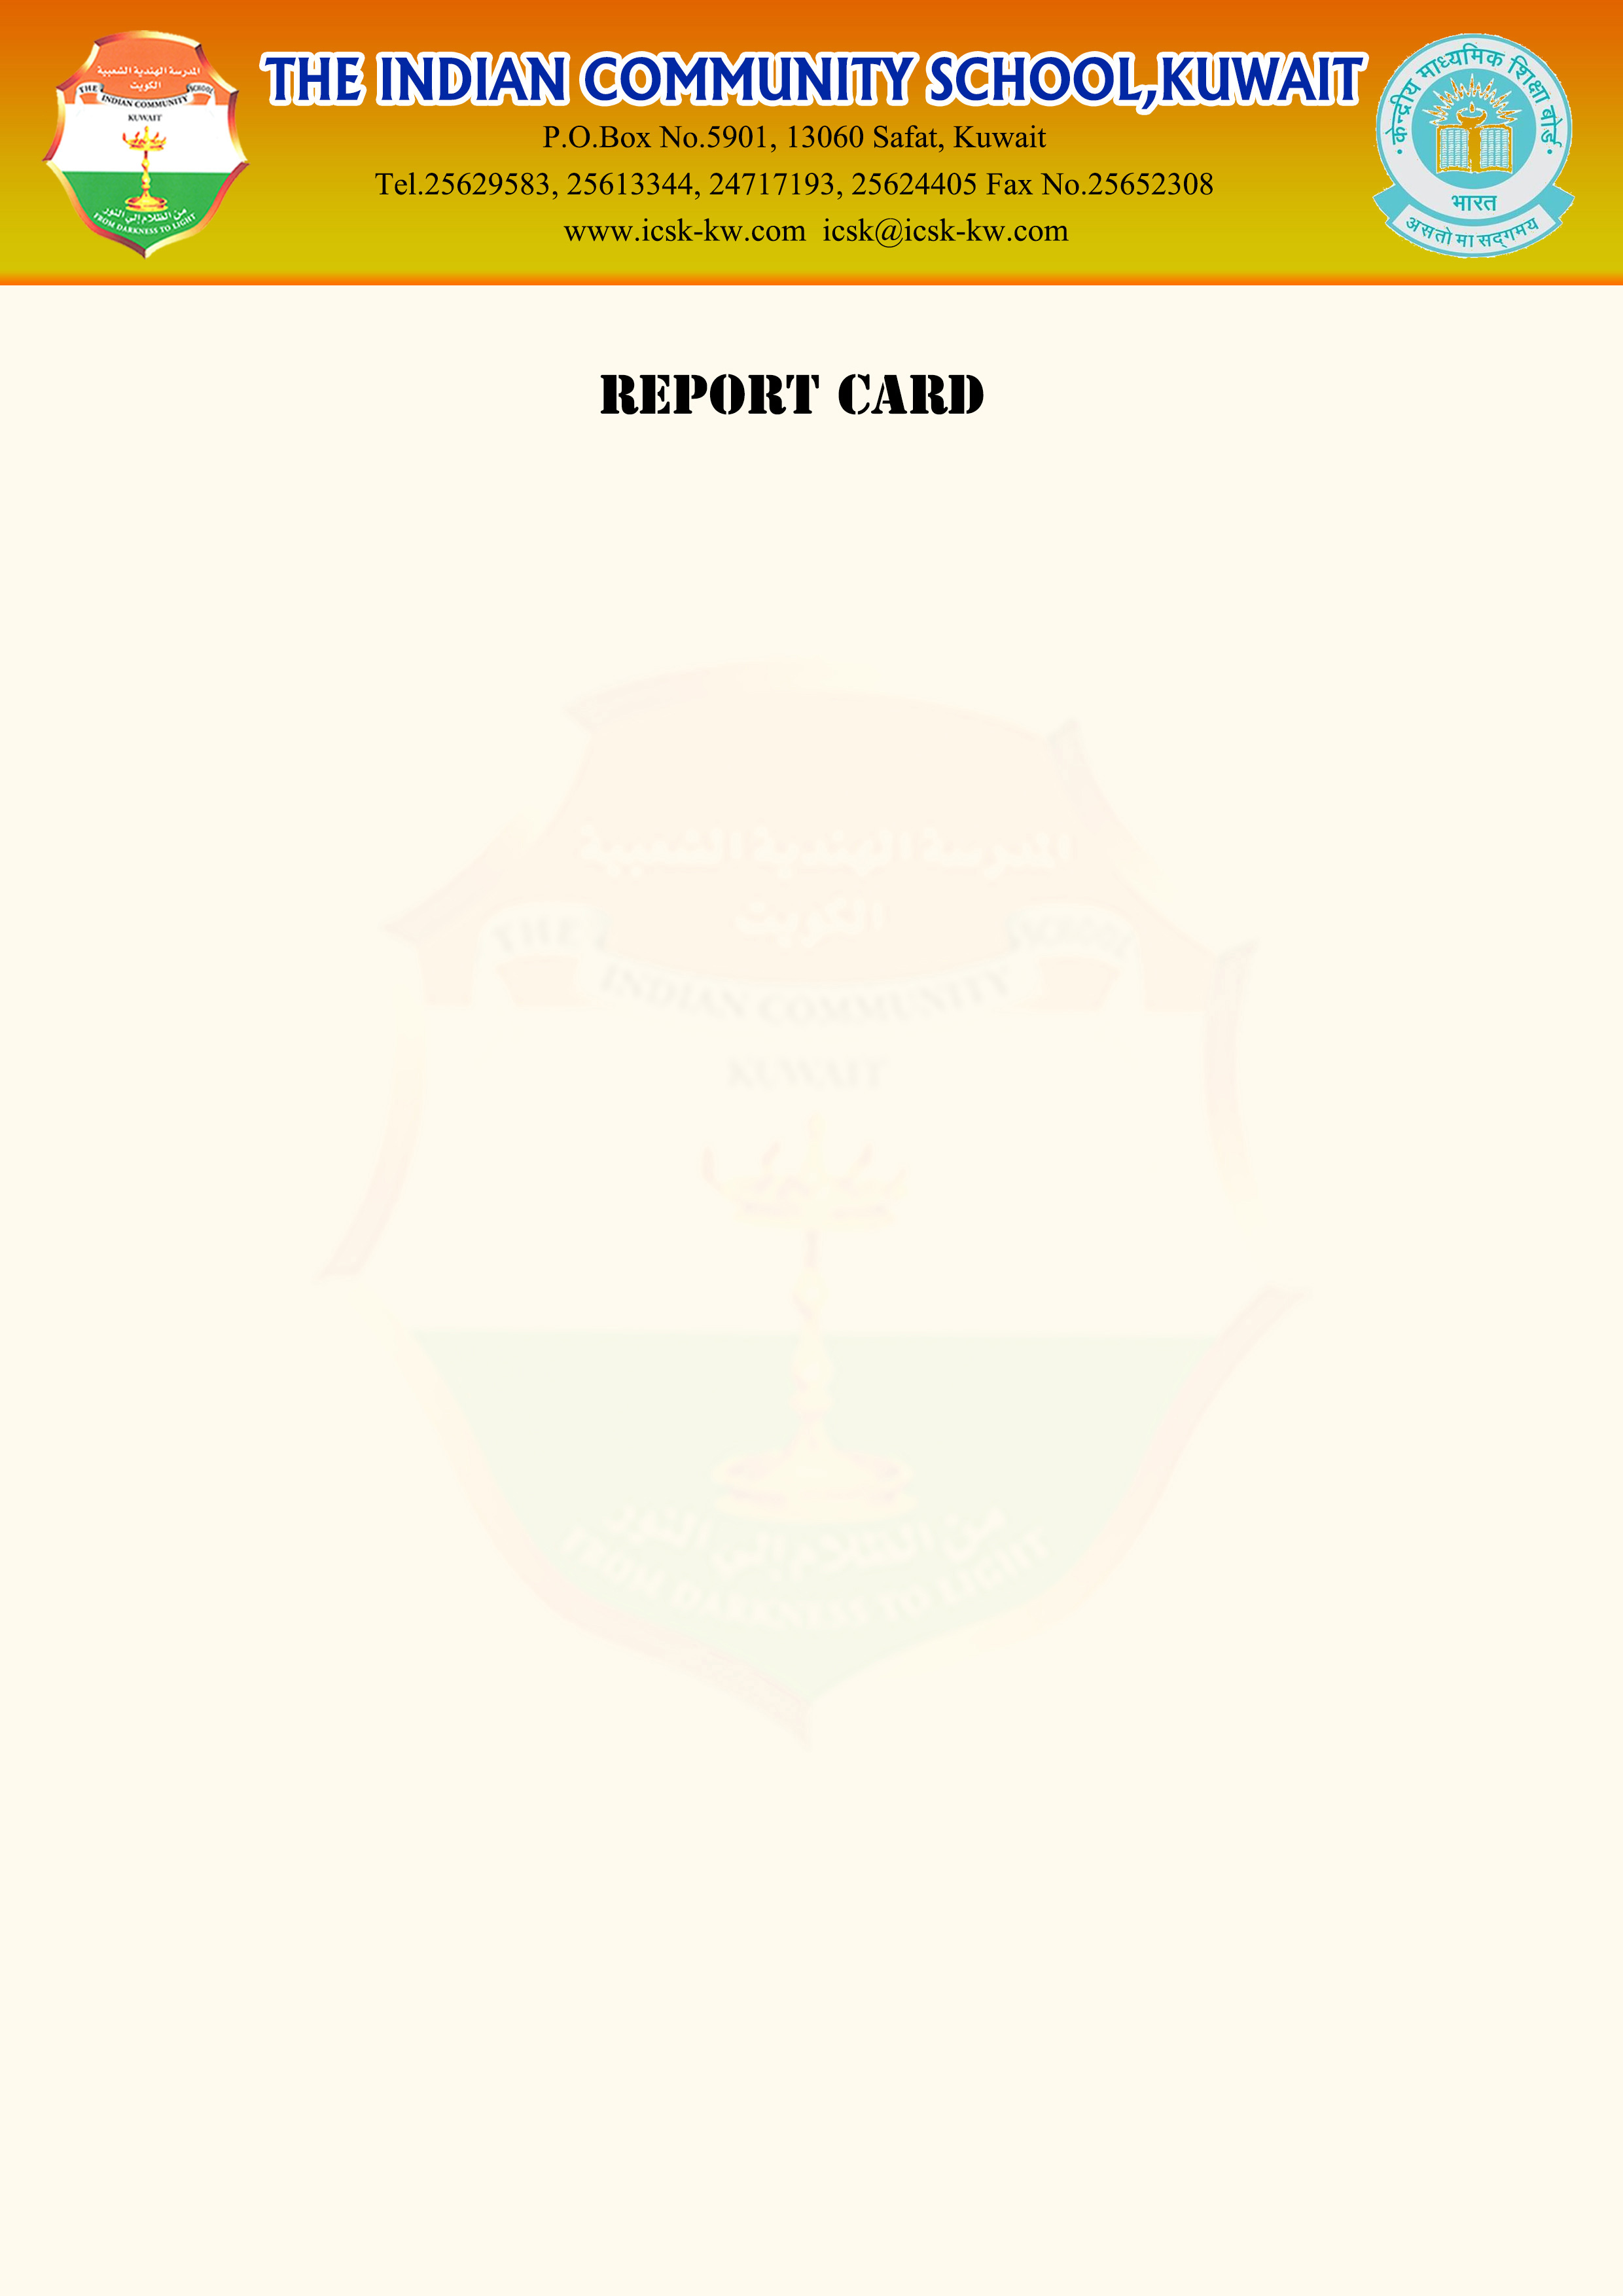 المدرسة الهندية الشعبية
الكويت
THE INDIAN COMMUNITY SCHOOL
KUWAIT
من الظلام إلى النور
FROM DARKNESS TO LIGHT
THE INDIAN COMMUNITY SCHOOL,KUWAIT
P.O.Box No.5901, 13060 Safat, Kuwait
Tel.25629583, 25613344, 24717193, 25624405 Fax No.25652308
www.icsk-kw.com icsk@icsk-kw.com
केन्द्रीय माध्यमिक शिक्षा बोर्ड
भारत
असतो मा सद्गमय
REPORT CARD
المدرسة الهندية الشعبية
الكويت
THE INDIAN COMMUNITY SCHOOL
KUWAIT
من الظلام إلى النور
FROM DARKNESS TO LIGHT